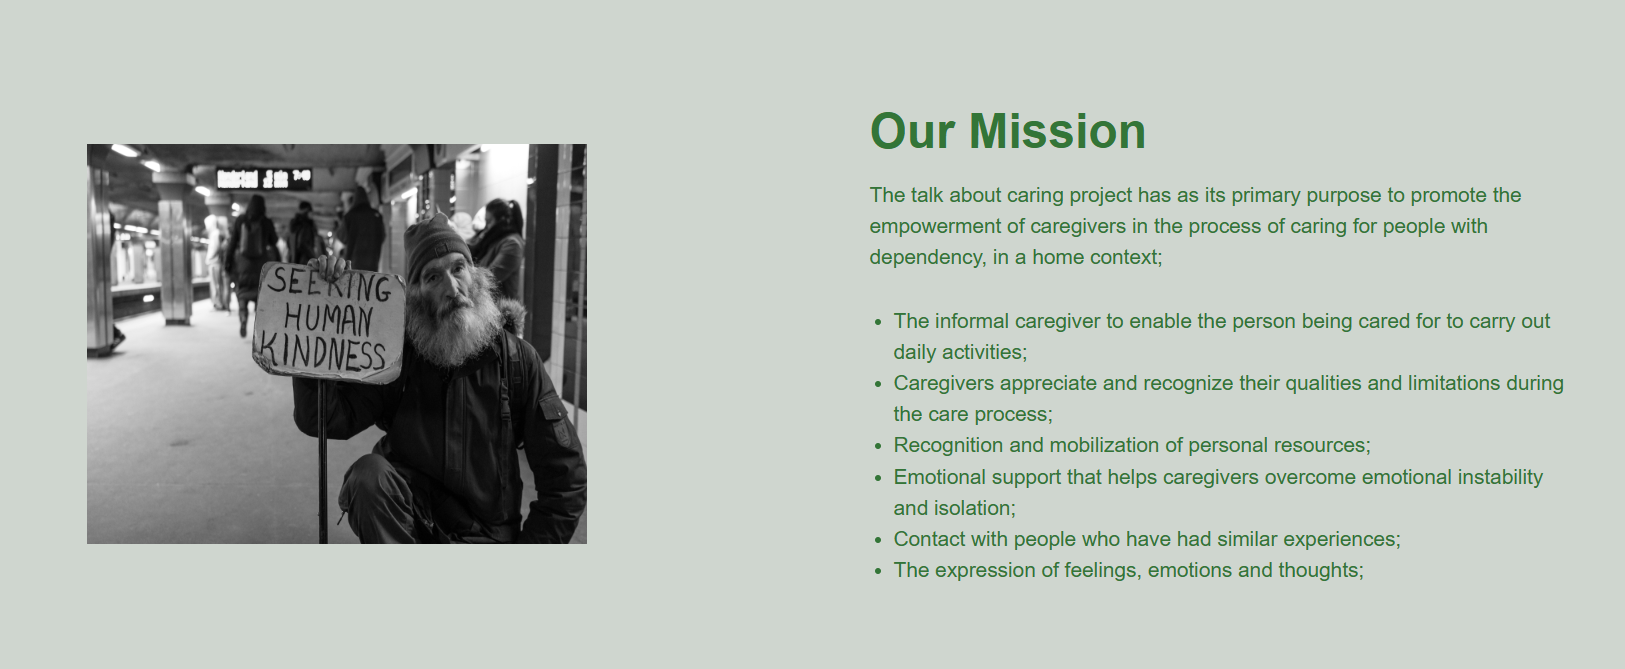 SEEKING
HUMAN
KINDNESS
Our Mission
The talk about caring project has as its primary purpose to promote the
empowerment of caregivers in the process of caring for people with
dependency, in a home context;
The informal caregiver to enable the person being cared for to carry out
daily activities;
Caregivers appreciate and recognize their qualities and limitations during
the care process;
Recognition and mobilization of personal resources;
Emotional support that helps caregivers overcome emotional instability
and isolation;
Contact with people who have had similar experiences;
The expression of feelings, emotions and thoughts;